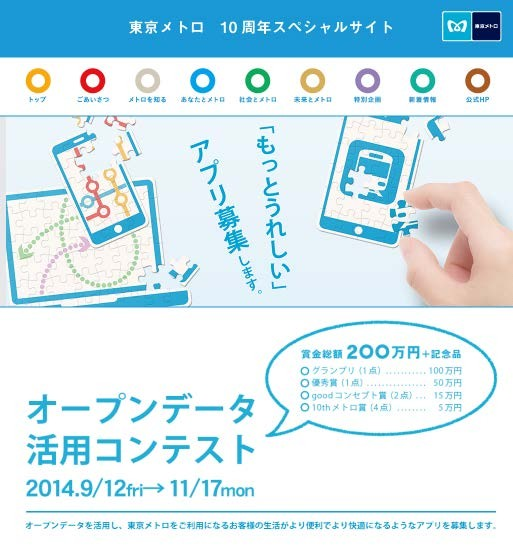 東京メトロ 10周年スペシャルサイト
東京メトロ
トップ
ごあいさつ
メトロを知る
あなたとメトロ
社会とメトロ
未来とメトロ
特別企画
新着情報
公式HP
「もっとうれしい」
アプリ募集します。
賞金総額 200万円+記念品
グランプリ (1点) ........... 100万円
優秀賞 (1点) ................ 50万円
goodコンセプト賞 (2点) ... 15万円
10thメトロ賞 (4点) ........ 5万円
オープンデータ
活用コンテスト
2014.9/12fri→11/17mon
オープンデータを活用し、東京メトロをご利用になるお客様の生活がより便利でより快適になるようなアプリを募集します。